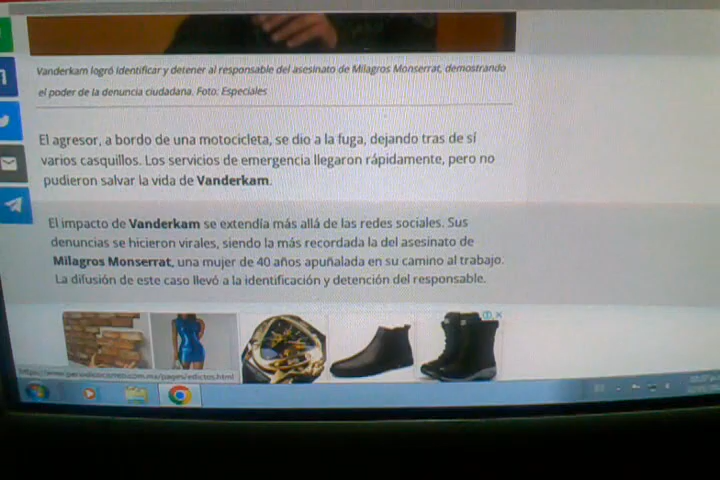 Vanderkam logró identificar y detener al responsable del asesinato de Milagros Monserrat, demostrando
el poder de la denuncia ciudadana. Foto: Especiales
El agresor, a bordo de una motocicleta, se dio a la fuga, dejando tras de sí
varios casquillos. Los servicios de emergencia llegaron rápidamente, pero no
pudieron salvar la vida de Vanderkam.
El impacto de Vanderkam se extendía más allá de las redes sociales. Sus
denuncias se hicieron virales, siendo la más recordada la del asesinato de
Milagros Monserrat, una mujer de 40 años apuñalada en su camino al trabajo.
La difusión de este caso llevó a la identificación y detención del responsable.